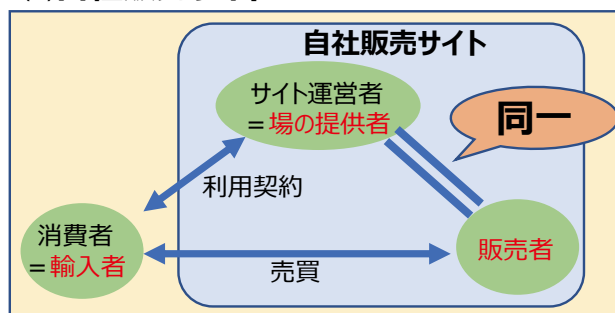 自社販売サイト
サイト運営者
=場の提供者
同一
利用契約
消費者
=輸入者
売買
販売者